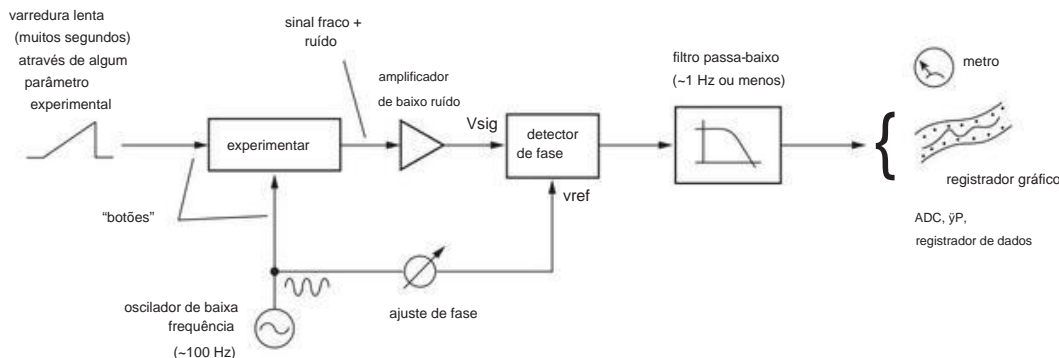 varredura lenta
(muitos segundos)
através de algum
parâmetro
experimental
sinal fraco +
ruído
amplificador
de baixo ruído
filtro passa-baixo
(~1 Hz ou menos)
metro
Vsig
experimentar
detector
de fase
{
registrador gráfico
"botões"
vref
ADC, ÿP,
registrador de dados
oscilador de baixa
frequência
(~100 Hz)
ajuste de fase